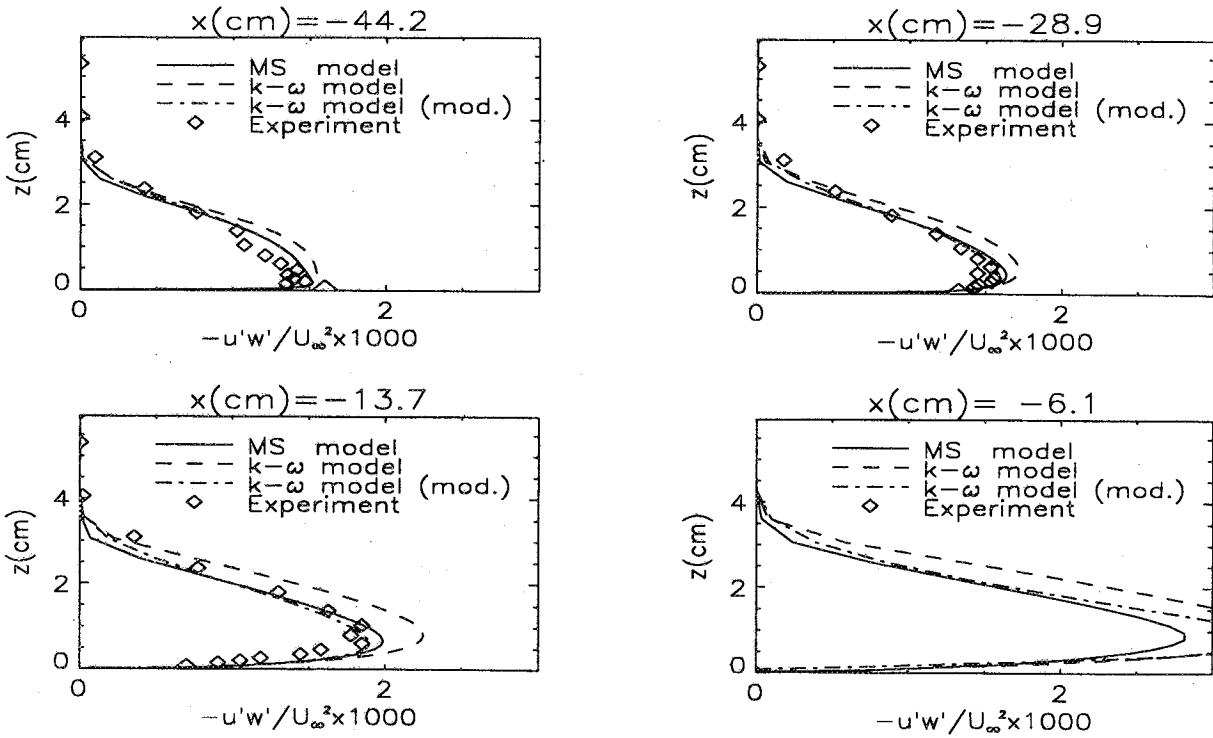 x(cm)=-44.2
MS model
k-ω model
k-ω model (mod.)
Experiment
z(cm)
4
2
0
0 2
-u'w'/U∞²x1000
x(cm)=-28.9
MS model
k-ω model
k-ω model (mod.)
Experiment
z(cm)
4
2
0
0 2
-u'w'/U∞²x1000
x(cm)=-13.7
MS model
k-ω model
k-ω model (mod.)
Experiment
z(cm)
4
2
0
0 2
-u'w'/U∞²x1000
x(cm)= -6.1
MS model
k-ω model
k-ω model (mod.)
Experiment
z(cm)
4
2
0
0 2
-u'w'/U∞²x1000